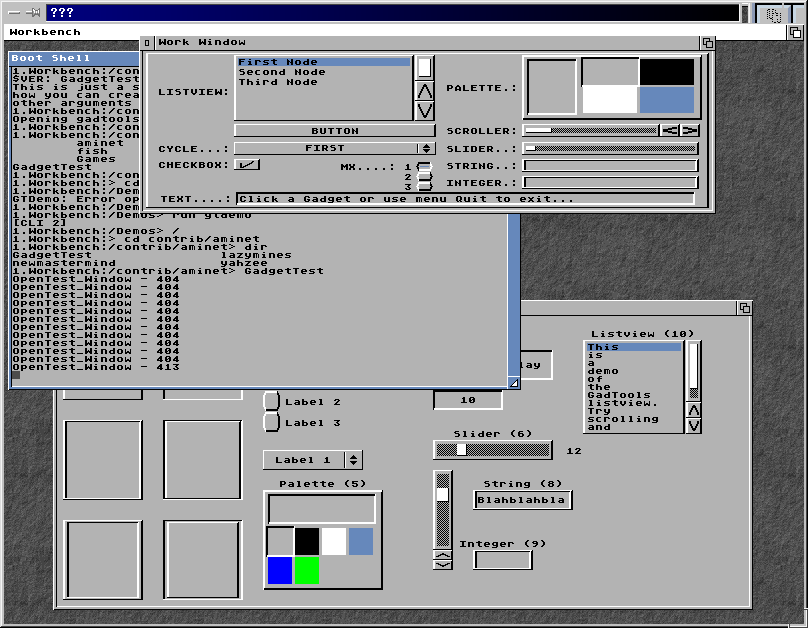 ???
Workbench
Work Window
LISTVIEW:
First Node
Second Node
Third Node
BUTTON
CYCLE...:
FIRST
CHECKBOX:
MX....: 1
2
3
PALETTE.:
SCROLLER:
SLIDER..:
STRING..:
INTEGER.:
TEXT....:
Click a Gadget or use menu Quit to exit...
Boot Shell
1.Workbench:/con
$VER: GadgetTest
This is just a s
how you can crea
other arguments
1.Workbench:/con
Opening gadtools
1.Workbench:/con
1.Workbench:/con
aminet
fish
Games
GadgetTest
1.Workbench:/con
1.Workbench:> cd
1.Workbench:/Dem
GTDemo: Error op
1.Workbench:/Dem
1.Workbench:/Demos> run gtdemo
[CLI 2]
1.Workbench:/Demos> /
1.Workbench:> cd contrib/aminet
1.Workbench:/contrib/aminet> dir
GadgetTest lazymines
newmastermind yahzee
1.Workbench:/contrib/aminet> GadgetTest
OpenTest_Window - 404
OpenTest_Window - 404
OpenTest_Window - 404
OpenTest_Window - 404
OpenTest_Window - 404
OpenTest_Window - 404
OpenTest_Window - 404
OpenTest_Window - 404
OpenTest_Window - 404
OpenTest_Window - 404
OpenTest_Window - 404
OpenTest_Window - 413
Label 2
Label 3
Label 1
Palette (5)
lay
10
Slider (6)
12
String (8)
Blahblahbla
Integer (9)
Listview (10)
This
is
a
demo
of
the
GadTools
listview.
Try
scrolling
and